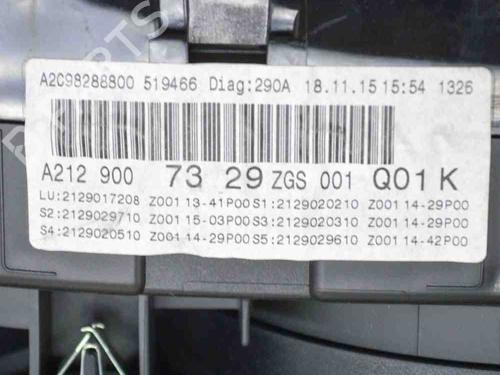 A2C98288800 519466 Diag:290A 18.11.15 15:54 1326
A212 900 73 29 ZGS 001 Q01 K
LU:2129017208 Z001 13-41P00 S1:2129020210 Z001 14-29P00
S2:2129029710 Z001 15-03P00 S3:2129020310 Z001 14-29P00
S4:2129020510 Z001 14-29P00 S5:2129029610 Z001 14-42P00